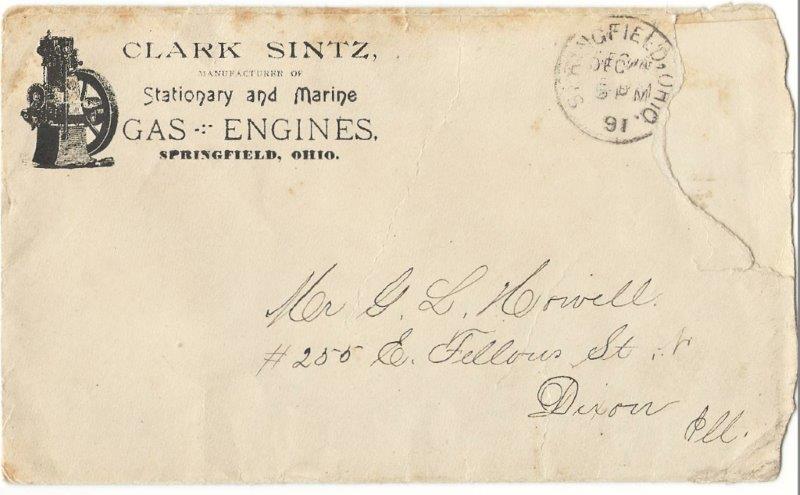 CLARK SINTZ,
MANUFACTURER OF
Stationary and Marine
GAS ENGINES,
SPRINGFIELD, OHIO.
SPRINGFIELD, OHIO.
DEC
PM
91
Mr G. L. Howell.
#255 E. Fellows St
Dixon
Ill.